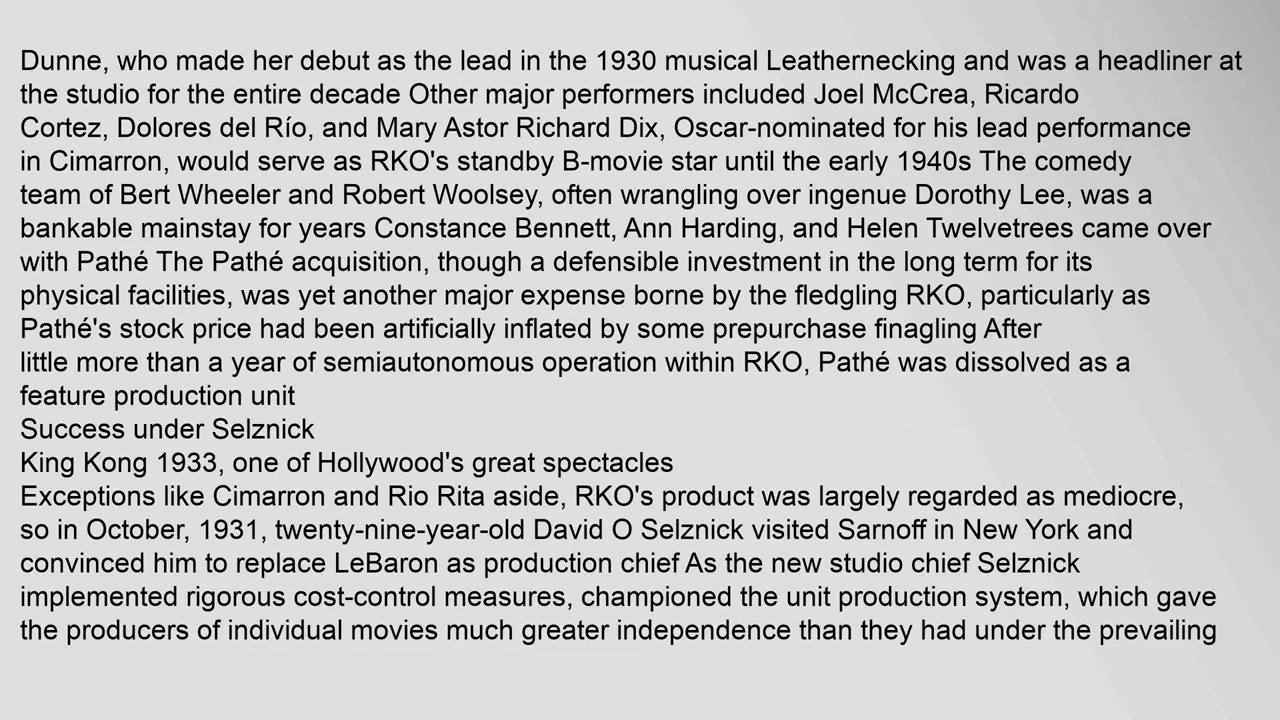 Dunne, who made her debut as the lead in the 1930 musical Leathernecking and was a headliner at
the studio for the entire decade Other major performers included Joel McCrea, Ricardo
Cortez, Dolores del Río, and Mary Astor Richard Dix, Oscar-nominated for his lead performance
in Cimarron, would serve as RKO's standby B-movie star until the early 1940s The comedy
team of Bert Wheeler and Robert Woolsey, often wrangling over ingenue Dorothy Lee, was a
bankable mainstay for years Constance Bennett, Ann Harding, and Helen Twelvetrees came over
with Pathé The Pathé acquisition, though a defensible investment in the long term for its
physical facilities, was yet another major expense borne by the fledgling RKO, particularly as
Pathé's stock price had been artificially inflated by some prepurchase finagling After
little more than a year of semiautonomous operation within RKO, Pathé was dissolved as a
feature production unit
Success under Selznick
King Kong 1933, one of Hollywood's great spectacles
Exceptions like Cimarron and Rio Rita aside, RKO's product was largely regarded as mediocre,
so in October, 1931, twenty-nine-year-old David O Selznick visited Sarnoff in New York and
convinced him to replace LeBaron as production chief As the new studio chief Selznick
implemented rigorous cost-control measures, championed the unit production system, which gave
the producers of individual movies much greater independence than they had under the prevailing